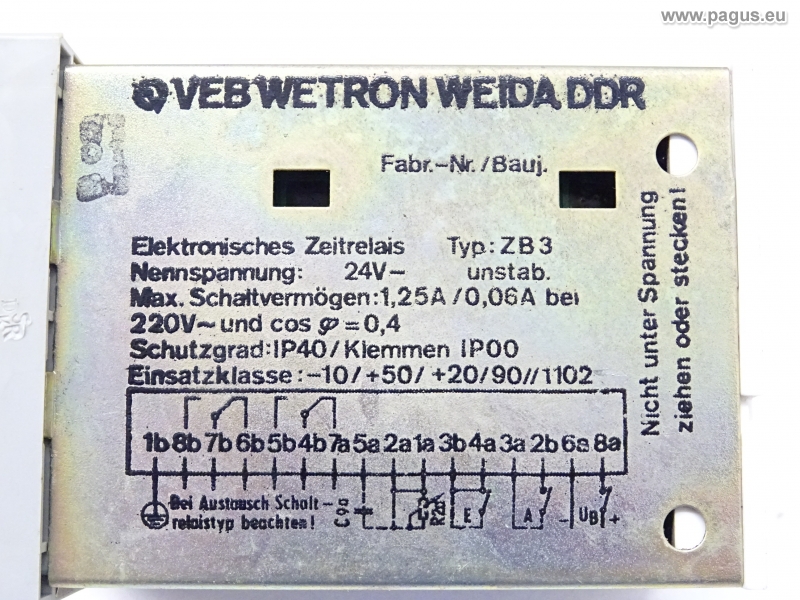 www.pagus.eu
VEB WETRON WEIDA DDR
Fabr.-Nr./Bauj.
Elektronisches Zeitrelais Typ: ZB 3
Nennspannung: 24V– unstab.
Max. Schaltvermögen: 1,25A/0,06A bei
220V~ und cos φ = 0,4
Schutzgrad: IP40/Klemmen IP00
Einsatzklasse: -10/+50/+20/90//1102
1b 8b 7b 6b 5b 4b 7a 5a 2a 1a 3b 4a 3a 2b 6a 8a
Bei Austausch Schalt-
relaistyp beachten!
E A – UB +
Nicht unter Spannung
ziehen oder stecken!